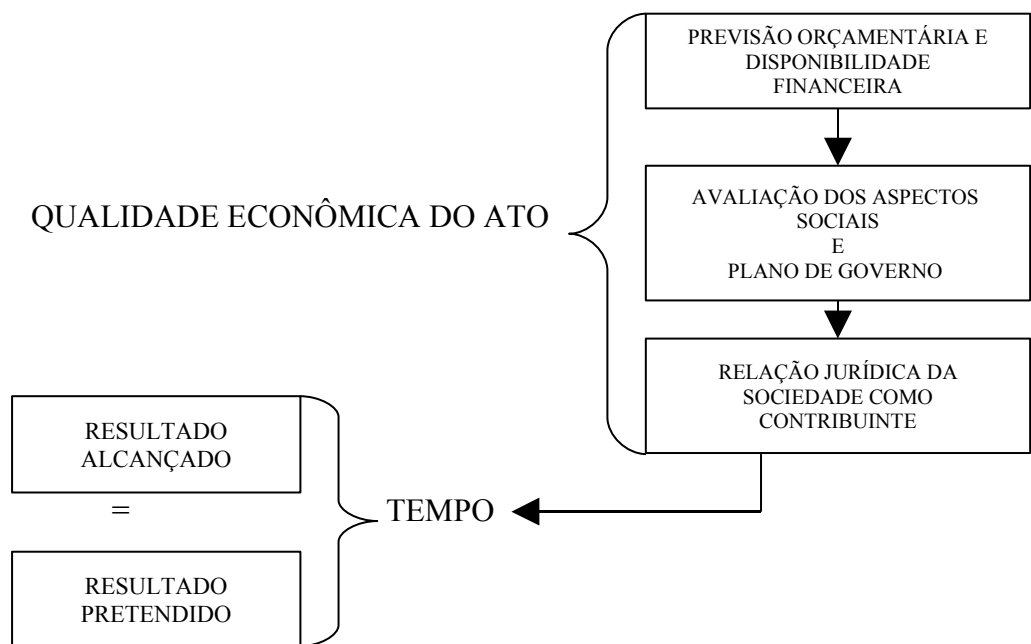 PREVISÃO ORÇAMENTÁRIA E
DISPONIBILIDADE
FINANCEIRA
QUALIDADE ECONÔMICA DO ATO
AVALIAÇÃO DOS ASPECTOS
SOCIAIS
E
PLANO DE GOVERNO
RELAÇÃO JURÍDICA DA
SOCIEDADE COMO
CONTRIBUINTE
RESULTADO
ALCANÇADO
=
TEMPO
RESULTADO
PRETENDIDO